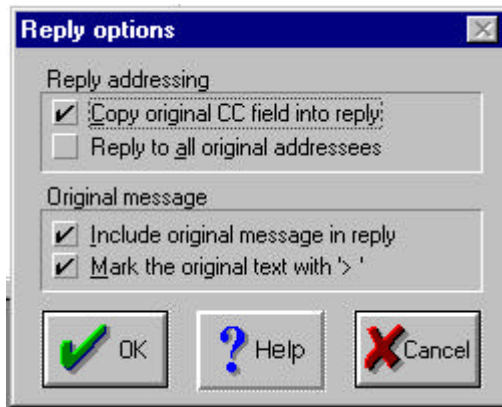 Reply options
Reply addressing
Copy original CC field into reply
Reply to all original addressees
Original message
Include original message in reply
Mark the original text with '> '
OK
? Help
Cancel